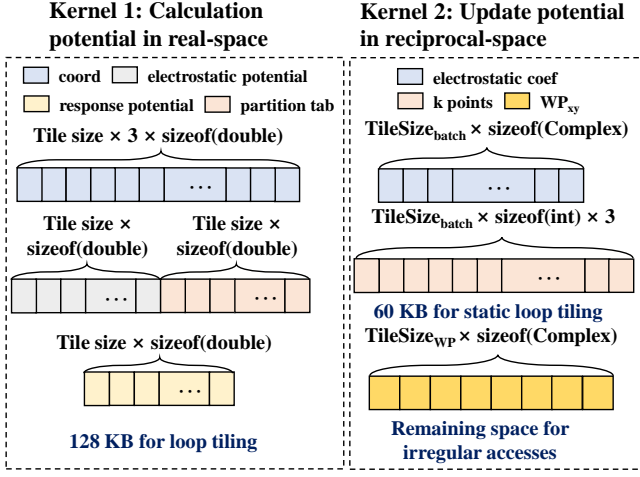 Kernel 1: Calculation
potential in real-space
coord
electrostatic potential
response potential
partition tab
Tile size × 3 × sizeof(double)
...
Tile size ×
sizeof(double)
Tile size ×
sizeof(double)
...
...
Tile size × sizeof(double)
...
128 KB for loop tiling
Kernel 2: Update potential
in reciprocal-space
electrostatic coef
k points
WPxy
TileSizebatch × sizeof(Complex)
...
TileSizebatch × sizeof(int) × 3
...
60 KB for static loop tiling
TileSizeWP × sizeof(Complex)
Remaining space for
irregular accesses